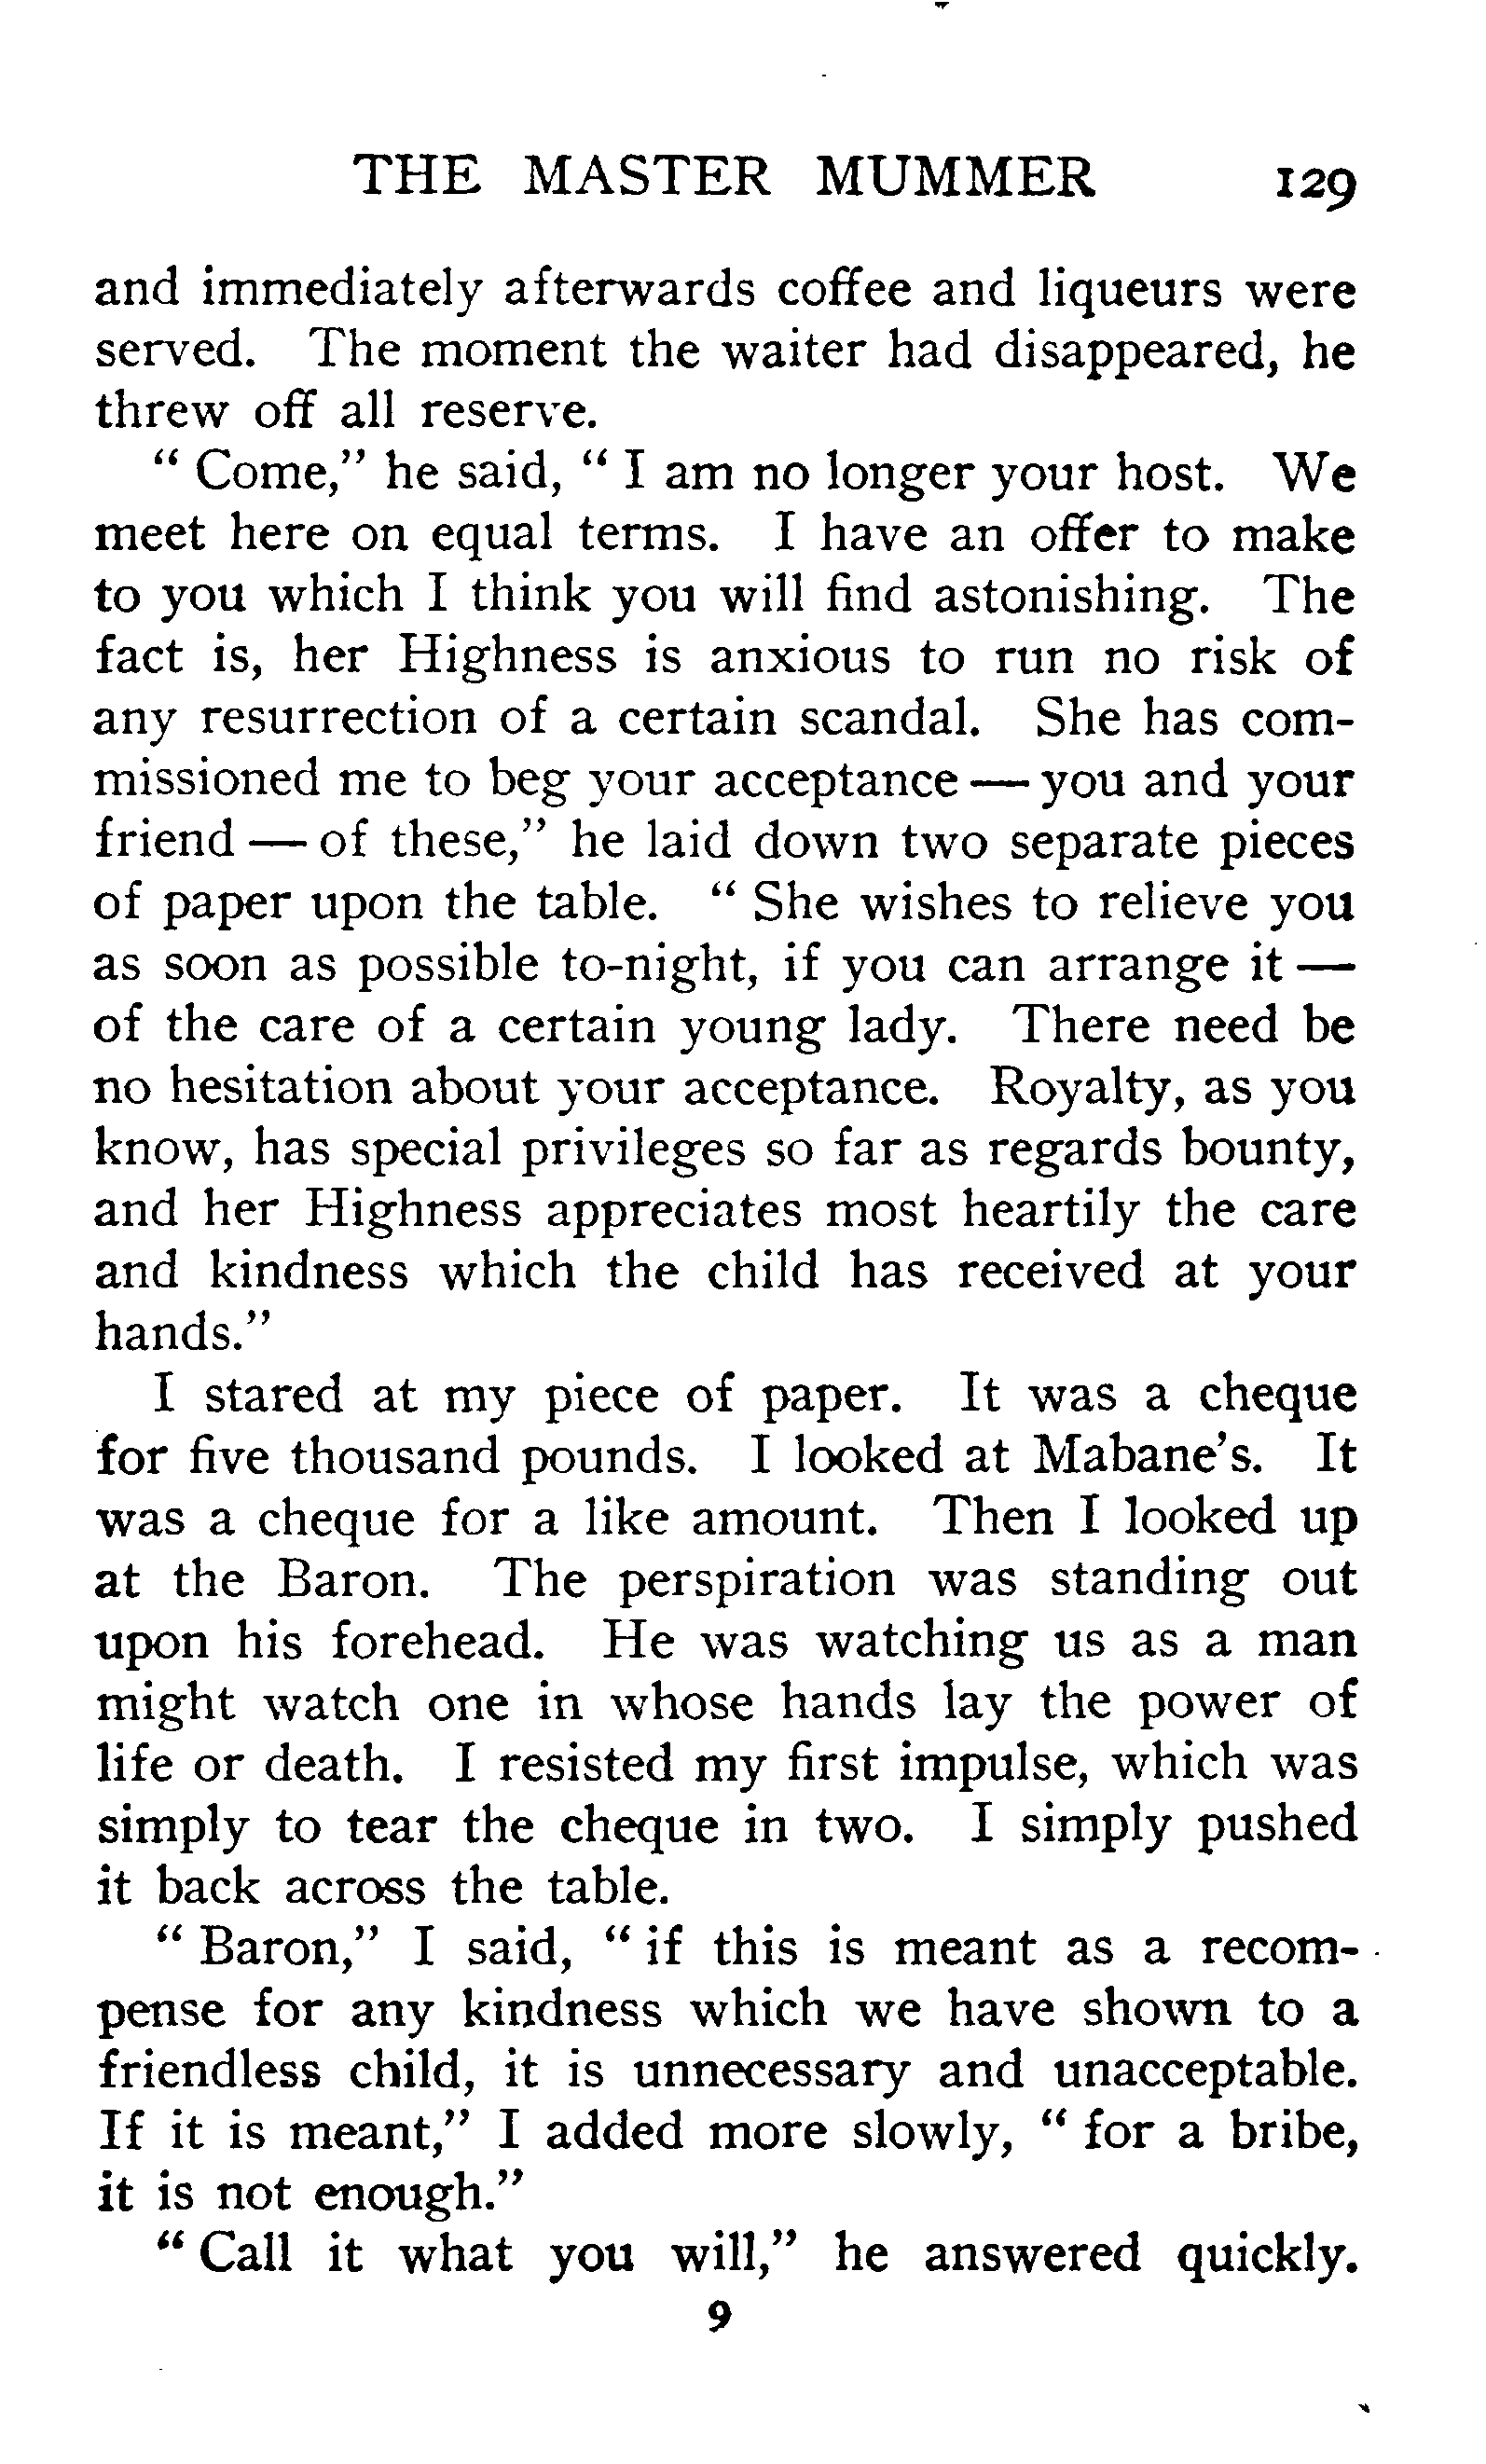 THE MASTER MUMMER 129
and immediately afterwards coffee and liqueurs were
served. The moment the waiter had disappeared, he
threw off all reserve.
“ Come,” he said, “ I am no longer your host. We
meet here on equal terms. I have an offer to make
to you which I think you will find astonishing. The
fact is, her Highness is anxious to run no risk of
any resurrection of a certain scandal. She has com-
missioned me to beg your acceptance — you and your
friend — of these,” he laid down two separate pieces
of paper upon the table. “ She wishes to relieve you
as soon as possible to-night, if you can arrange it —
of the care of a certain young lady. There need be
no hesitation about your acceptance. Royalty, as you
know, has special privileges so far as regards bounty,
and her Highness appreciates most heartily the care
and kindness which the child has received at your
hands.”
I stared at my piece of paper. It was a cheque
for five thousand pounds. I looked at Mabane’s. It
was a cheque for a like amount. Then I looked up
at the Baron. The perspiration was standing out
upon his forehead. He was watching us as a man
might watch one in whose hands lay the power of
life or death. I resisted my first impulse, which was
simply to tear the cheque in two. I simply pushed
it back across the table.
“ Baron,” I said, “ if this is meant as a recom-
pense for any kindness which we have shown to a
friendless child, it is unnecessary and unacceptable.
If it is meant,” I added more slowly, “ for a bribe,
it is not enough.”
“ Call it what you will,” he answered quickly.
9